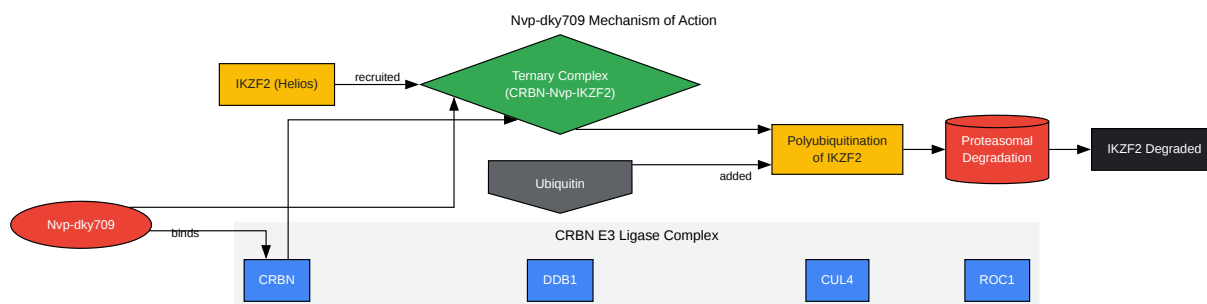 Nvp-dky709 Mechanism of Action
IKZF2 (Helios)
recruited
Ternary Complex
(CRBN-Nvp-IKZF2)
Polyubiquitination
of IKZF2
Proteasomal
Degradation
IKZF2 Degraded
Ubiquitin
added
Nvp-dky709
binds
CRBN E3 Ligase Complex
CRBN
DDB1
CUL4
ROC1